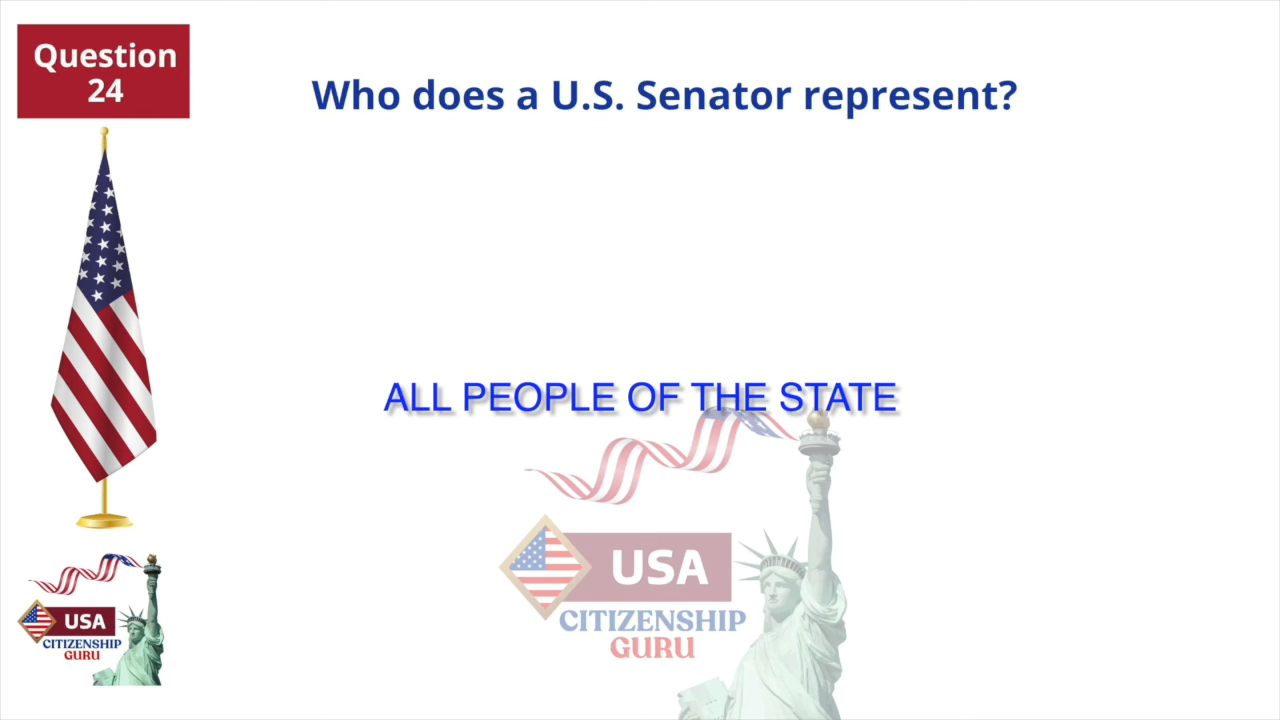 Question
24
Who does a U.S. Senator represent?
ALL PEOPLE OF THE STATE
USA
CITIZENSHIP
GURU
USA
CITIZENSHIP
GURU